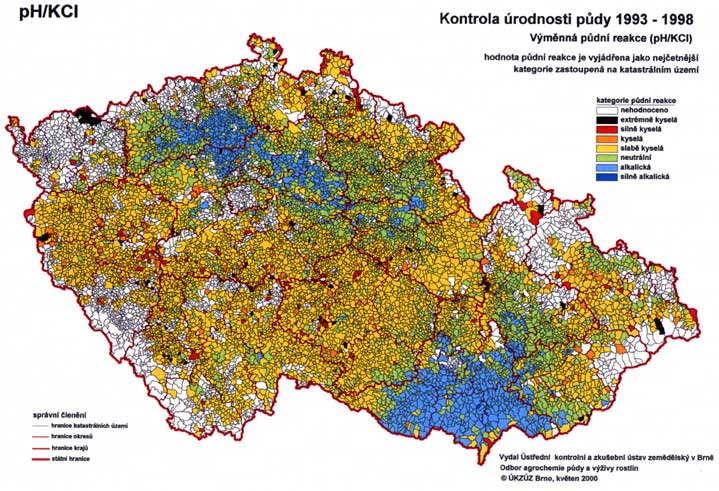 pH/KCl
Kontrola úrodnosti půdy 1993 - 1998
Výměnná půdní reakce (pH/KCl)
hodnota půdní reakce je vyjádřena jako nejčetnější
kategorie zastoupená na katastrálním území
kategorie půdní reakce
nehodnoceno
extrémně kyselá
silně kyselá
kyselá
slabě kyselá
neutrální
alkalická
silně alkalická
správní členění
hranice katastrálních území
hranice okresů
hranice krajů
státní hranice
Vydal Ústřední kontrolní a zkušební ústav zemědělský v Brně
Odbor agrochemie půdy a výživy rostlin
© ÚKZÚZ Brno, květen 2000